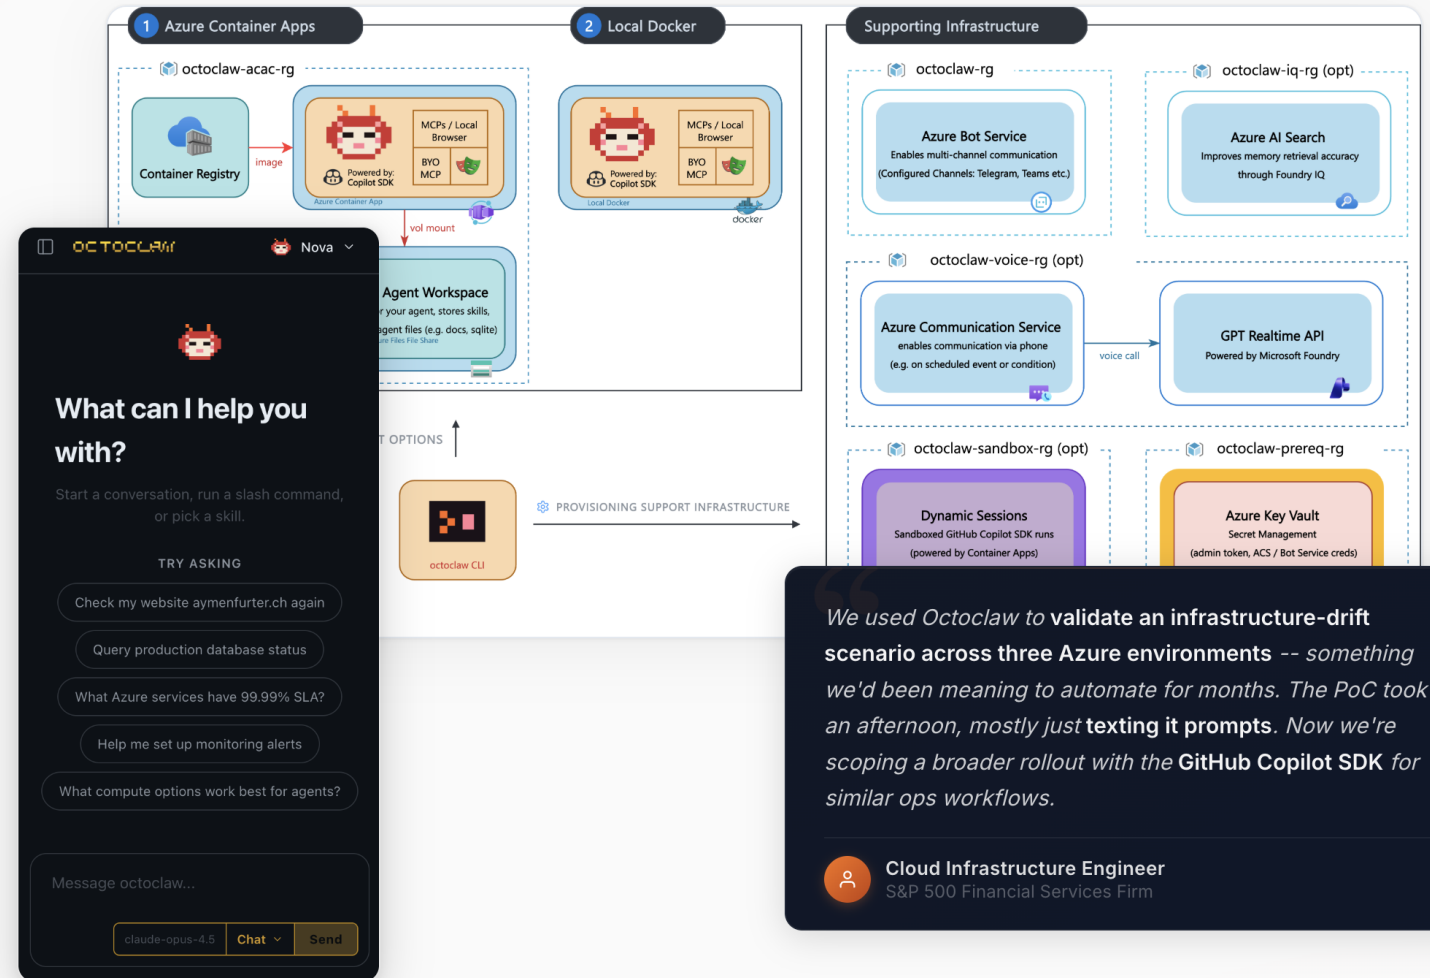 1 Azure Container Apps
2 Local Docker
octoclaw-acac-rg
Container Registry
image
MCPs / Local
Browser
BYO
MCP
Powered by:
Copilot SDK
Azure Container App
vol mount
MCPs / Local
Browser
BYO
MCP
Powered by:
Copilot SDK
Local Docker
docker
Agent Workspace
r your agent, stores skills,
agent files (e.g. docs, sqlite)
re Files File Share
T OPTIONS
octoclaw CLI
PROVISIONING SUPPORT INFRASTRUCTURE
Supporting Infrastructure
octoclaw-rg
Azure Bot Service
Enables multi-channel communication
(Configured Channels: Telegram, Teams etc.)
octoclaw-iq-rg (opt)
Azure AI Search
Improves memory retrieval accuracy
through Foundry IQ
octoclaw-voice-rg (opt)
Azure Communication Service
enables communication via phone
(e.g. on scheduled event or condition)
voice call
GPT Realtime API
Powered by Microsoft Foundry
octoclaw-sandbox-rg (opt)
Dynamic Sessions
Sandboxed GitHub Copilot SDK runs
(powered by Container Apps)
octoclaw-prereq-rg
Azure Key Vault
Secret Management
(admin token, ACS / Bot Service creds)
OCTOCLAW
Nova
What can I help you
with?
Start a conversation, run a slash command,
or pick a skill.
TRY ASKING
Check my website aymenfurter.ch again
Query production database status
What Azure services have 99.99% SLA?
Help me set up monitoring alerts
What compute options work best for agents?
Message octoclaw...
claude-opus-4.5
Chat
Send
“
We used Octoclaw to validate an infrastructure-drift
scenario across three Azure environments -- something
we'd been meaning to automate for months. The PoC took
an afternoon, mostly just texting it prompts. Now we're
scoping a broader rollout with the GitHub Copilot SDK for
similar ops workflows.
Cloud Infrastructure Engineer
S&P 500 Financial Services Firm